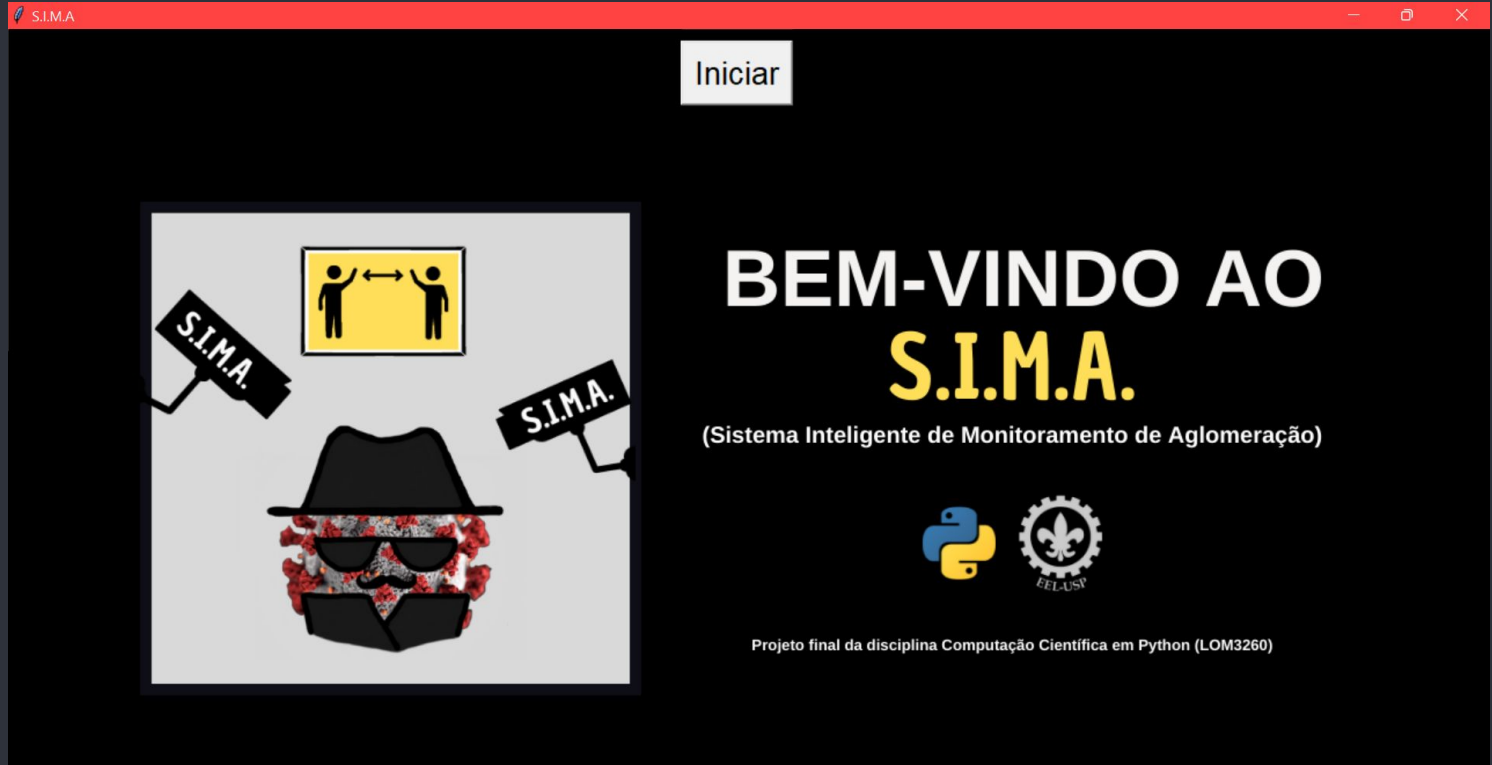 S.I.M.A
Iniciar
S.I.M.A.
S.I.M.A.
BEM-VINDO AO
S.I.M.A.
(Sistema Inteligente de Monitoramento de Aglomeração)
EEL-USP
Projeto final da disciplina Computação Científica em Python (LOM3260)